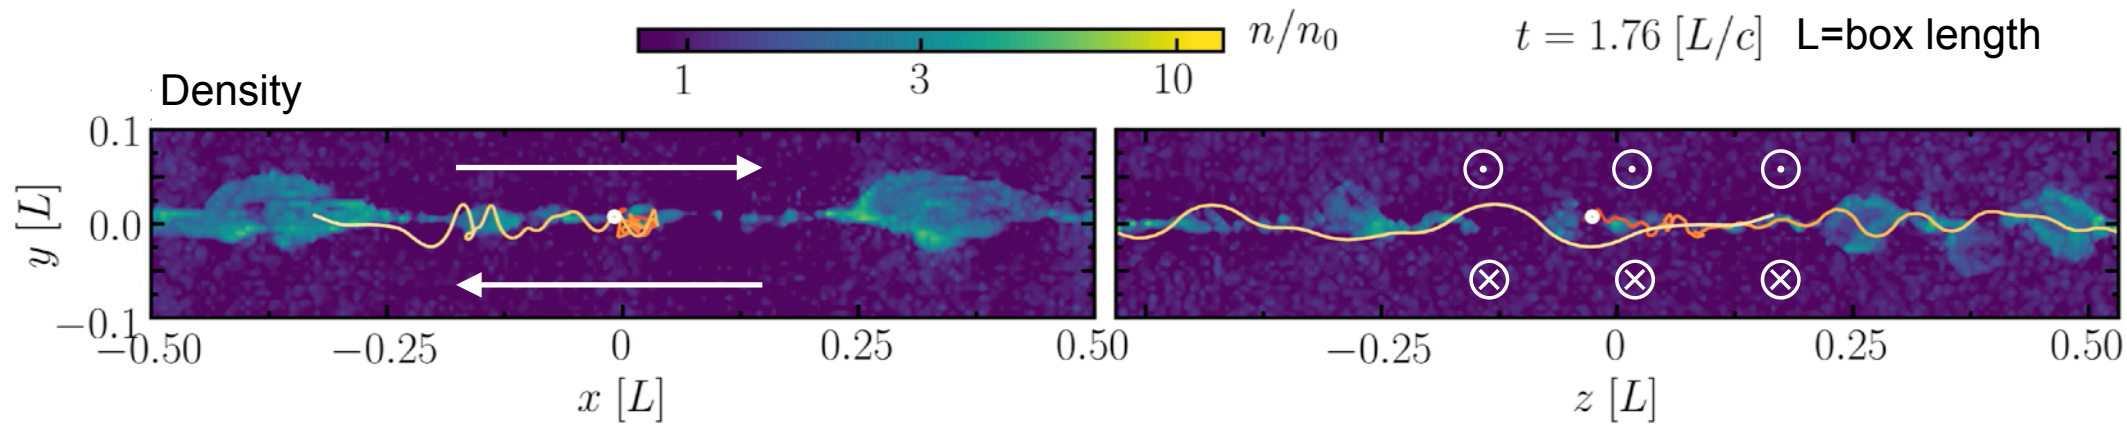 n/n₀
t = 1.76 [L/c] L=box length
1 3 10
Density
0.1
0.0
−0.1
y [L]
−0.50 −0.25 0 0.25 0.50 −0.25 0 0.25 0.50
x [L] z [L]